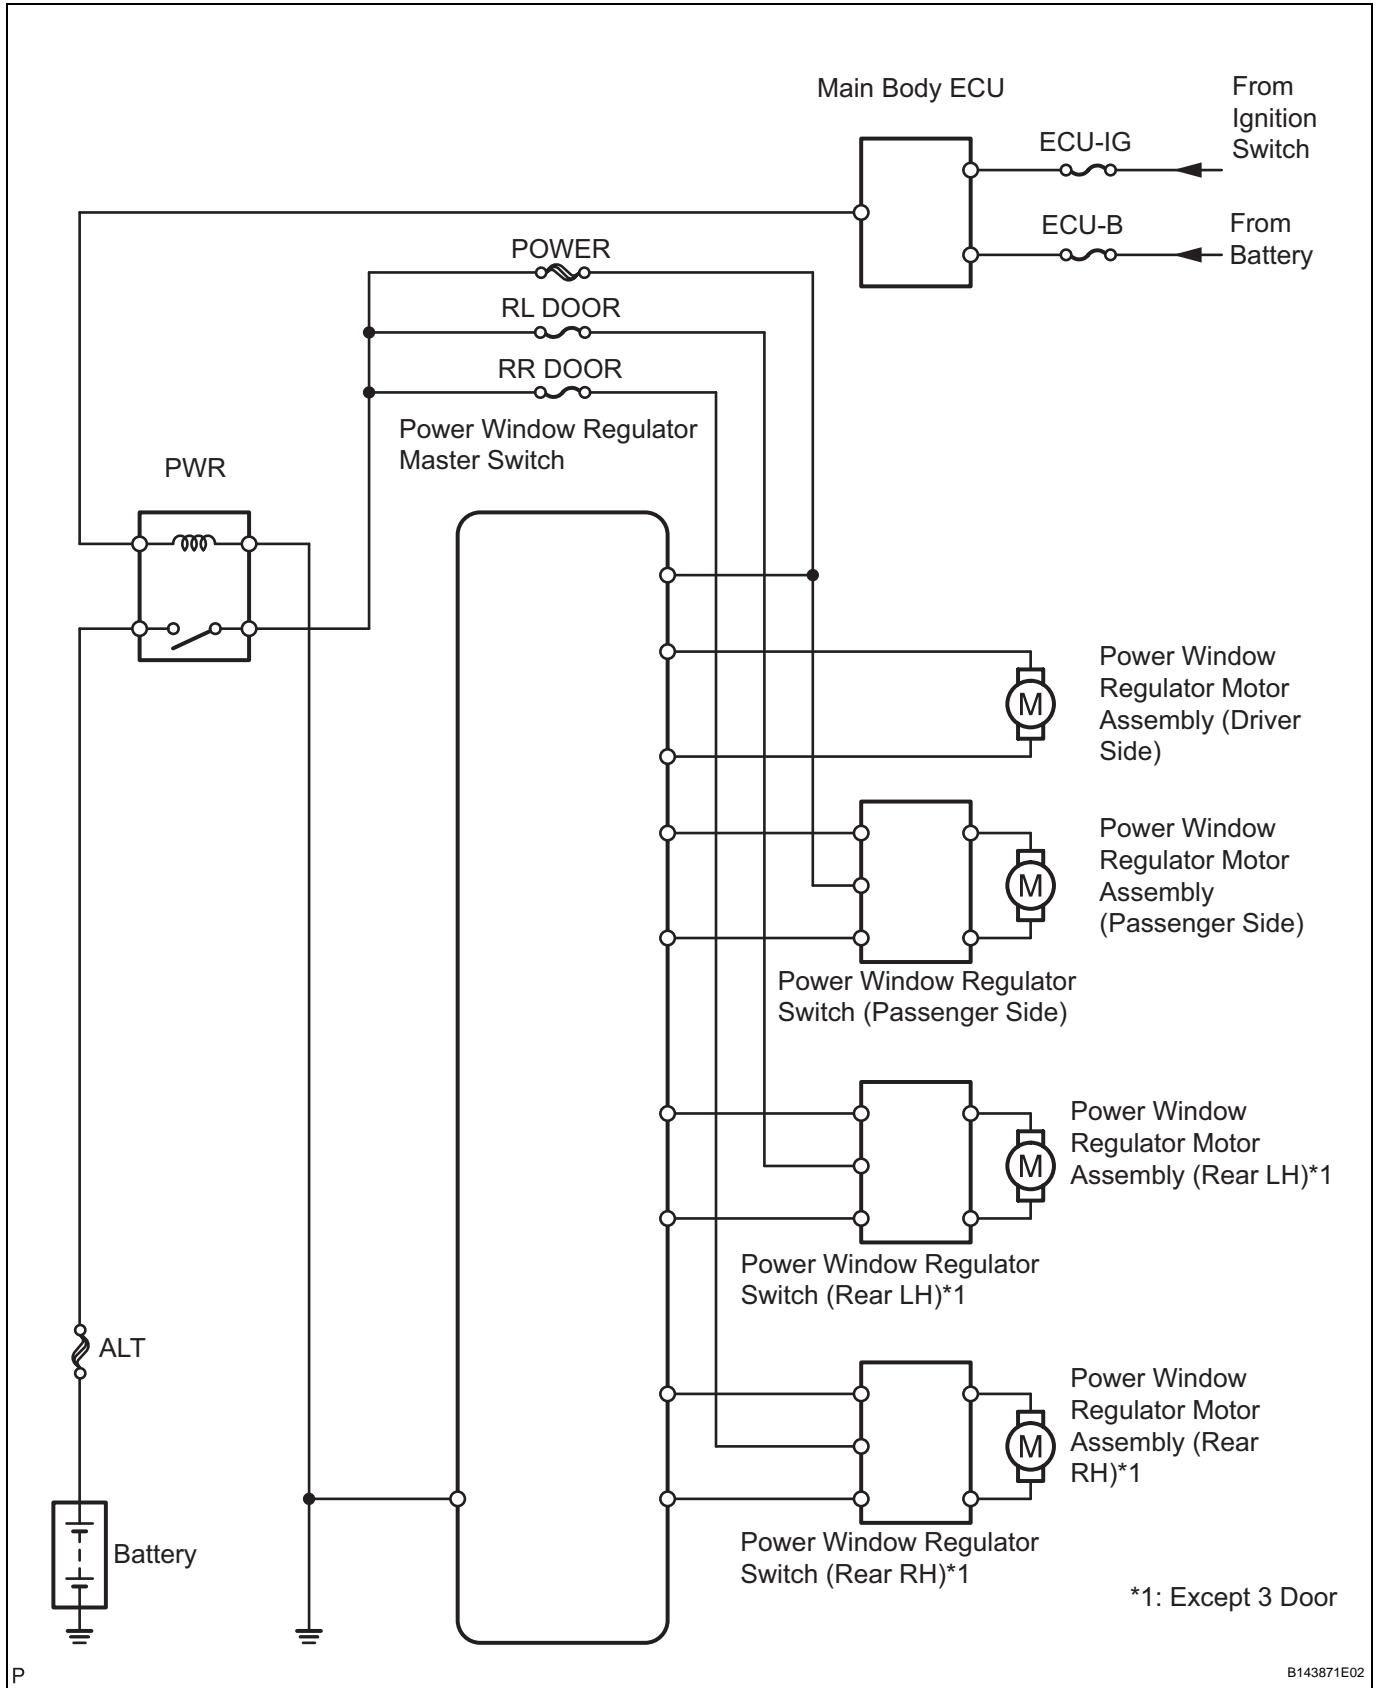 Main Body ECU
From
Ignition
Switch
ECU-IG
ECU-B
From
Battery
POWER
RL DOOR
RR DOOR
Power Window Regulator
Master Switch
PWR
M
Power Window
Regulator Motor
Assembly (Driver
Side)
M
Power Window
Regulator Motor
Assembly
(Passenger Side)
Power Window Regulator
Switch (Passenger Side)
M
Power Window
Regulator Motor
Assembly (Rear LH)*1
Power Window Regulator
Switch (Rear LH)*1
ALT
M
Power Window
Regulator Motor
Assembly (Rear
RH)*1
Power Window Regulator
Switch (Rear RH)*1
Battery
*1: Except 3 Door
P
B143871E02